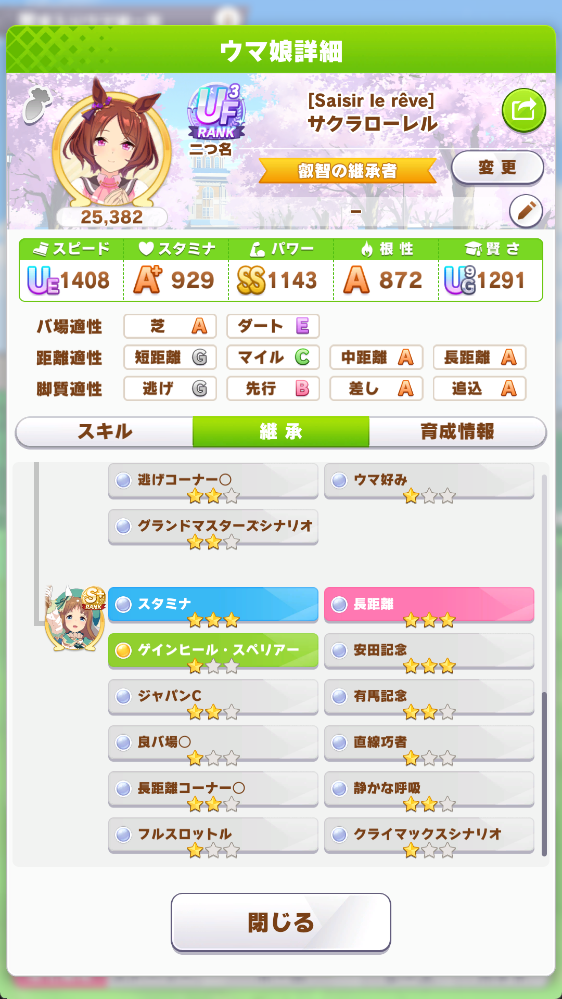 ウマ娘詳細
UF3
RANK
[Saisir le rêve]
サクラローレル
二つ名
叡智の継承者
変更
25,382
–
スピード スタミナ パワー 根性 賢さ
UE 1408 A+ 929 SS 1143 A 872 UG9 1291
バ場適性 芝 A ダート E
距離適性 短距離 G マイル C 中距離 A 長距離 A
脚質適性 逃げ G 先行 B 差し A 追込 A
スキル 継承 育成情報
逃げコーナー○ ウマ好み
グランドマスターズシナリオ
S+
RANK
スタミナ 長距離
ゲインヒール・スペリアー 安田記念
ジャパンC 有馬記念
良バ場○ 直線巧者
長距離コーナー○ 静かな呼吸
フルスロットル クライマックスシナリオ
閉じる